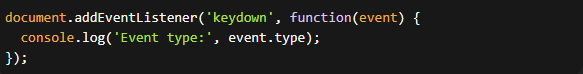 document.addEventListener('keydown', function(event) {
  console.log('Event type:', event.type);
});